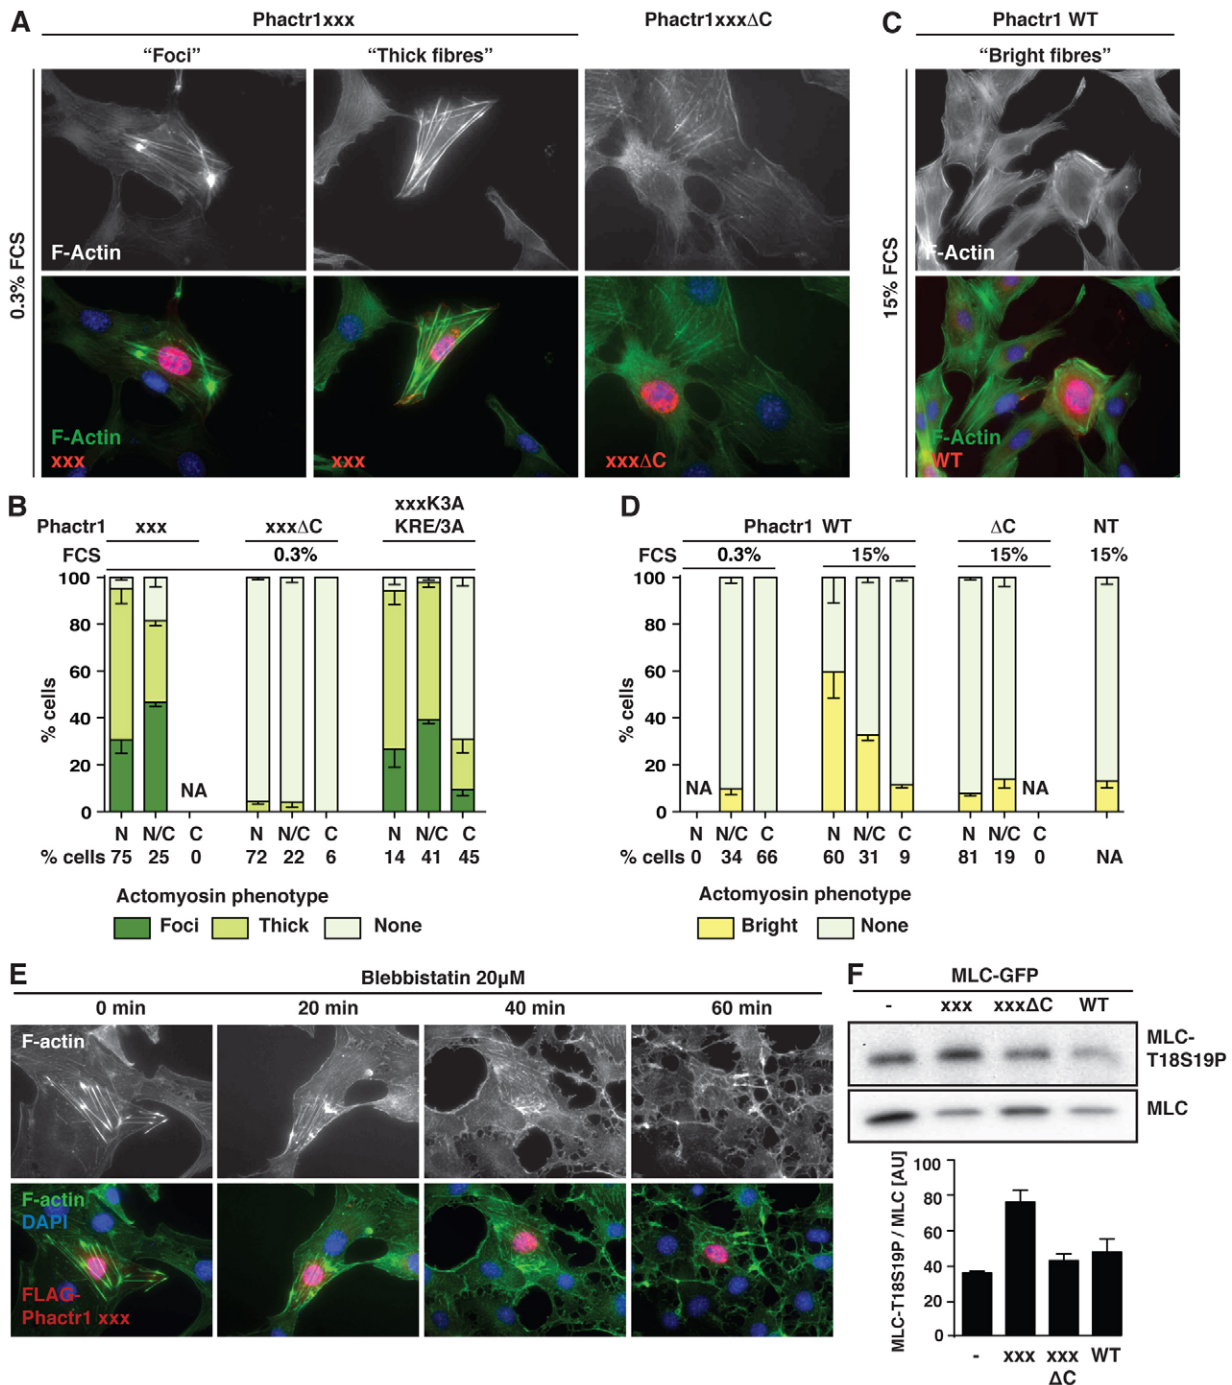 A
Phactr1xxx
Phactr1xxxΔC
C
Phactr1 WT
“Foci”
“Thick fibres”
“Bright fibres”
0.3% FCS
F-Actin
F-Actin
xxx
xxx
xxxΔC
15% FCS
F-Actin
F-Actin
WT
B
Phactr1 xxx xxxΔC xxxK3A
KRE/3A
FCS 0.3%
% cells
100
80
60
40
20
0
NA
N N/C C N N/C C N N/C C
% cells 75 25 0 72 22 6 14 41 45
Actomyosin phenotype
Foci Thick None
D
Phactr1 WT ΔC NT
FCS 0.3% 15% 15% 15%
% cells
100
80
60
40
20
0
NA NA
N N/C C N N/C C N N/C C
% cells 0 34 66 60 31 9 81 19 0 NA
Actomyosin phenotype
Bright None
E
Blebbistatin 20µM
0 min 20 min 40 min 60 min
F-actin
F-actin
DAPI
FLAG-
Phactr1 xxx
F
MLC-GFP
- xxx xxxΔC WT
MLC-
T18S19P
MLC
MLC-T18S19P / MLC [AU]
100
80
60
40
20
0
- xxx xxx WT
ΔC